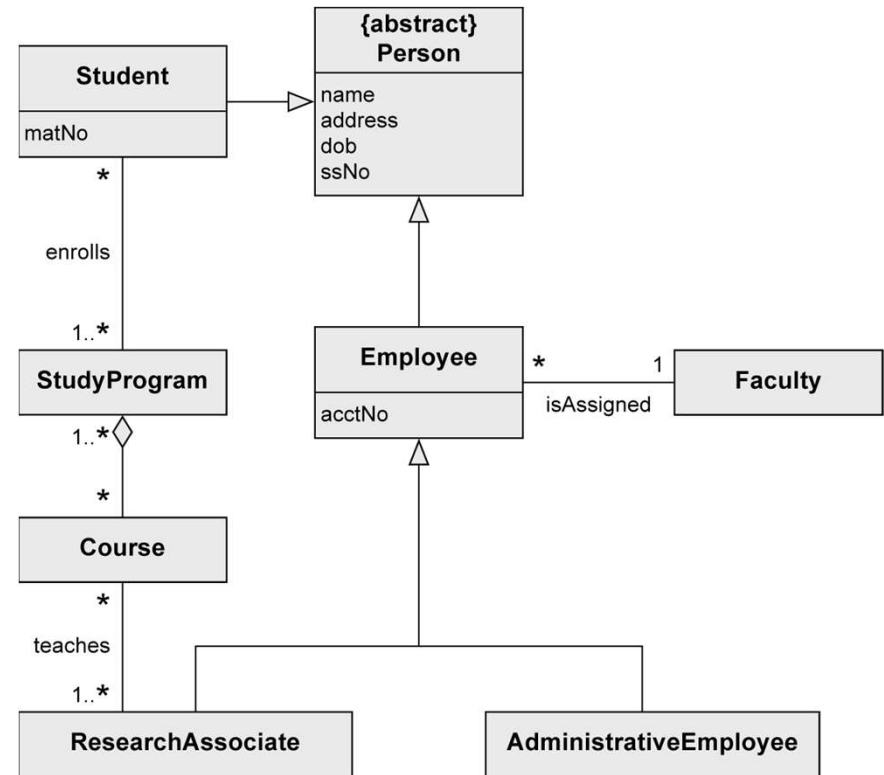 {abstract}
Person
name
address
dob
ssNo
Student
matNo
*
enrolls
1..*
StudyProgram
1..*
*
Course
*
teaches
1..*
ResearchAssociate
Employee
acctNo
*
1
isAssigned
Faculty
AdministrativeEmployee